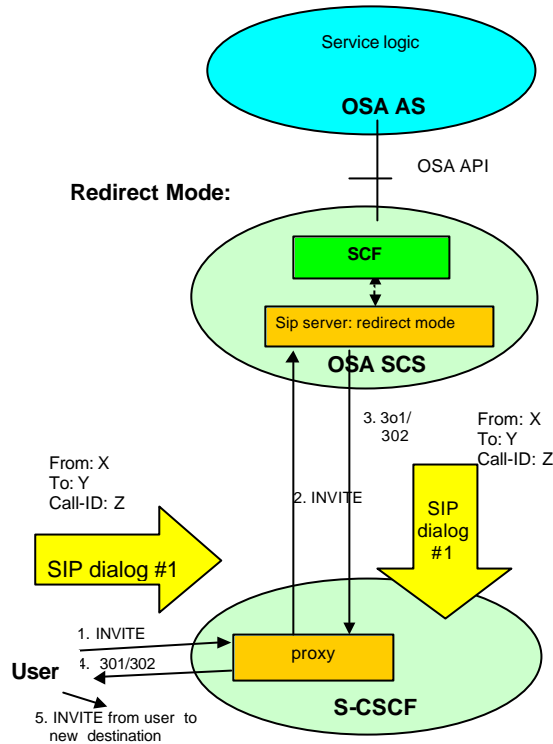 Service logic
OSA AS
OSA API
Redirect Mode:
SCF
Sip server: redirect mode
OSA SCS
3. 3o1/
302
From: X
To: Y
Call-ID: Z
From: X
To: Y
Call-ID: Z
2. INVITE
SIP
dialog
#1
SIP dialog #1
1. INVITE
proxy
4. 301/302
User
S-CSCF
5. INVITE from user to
new destination